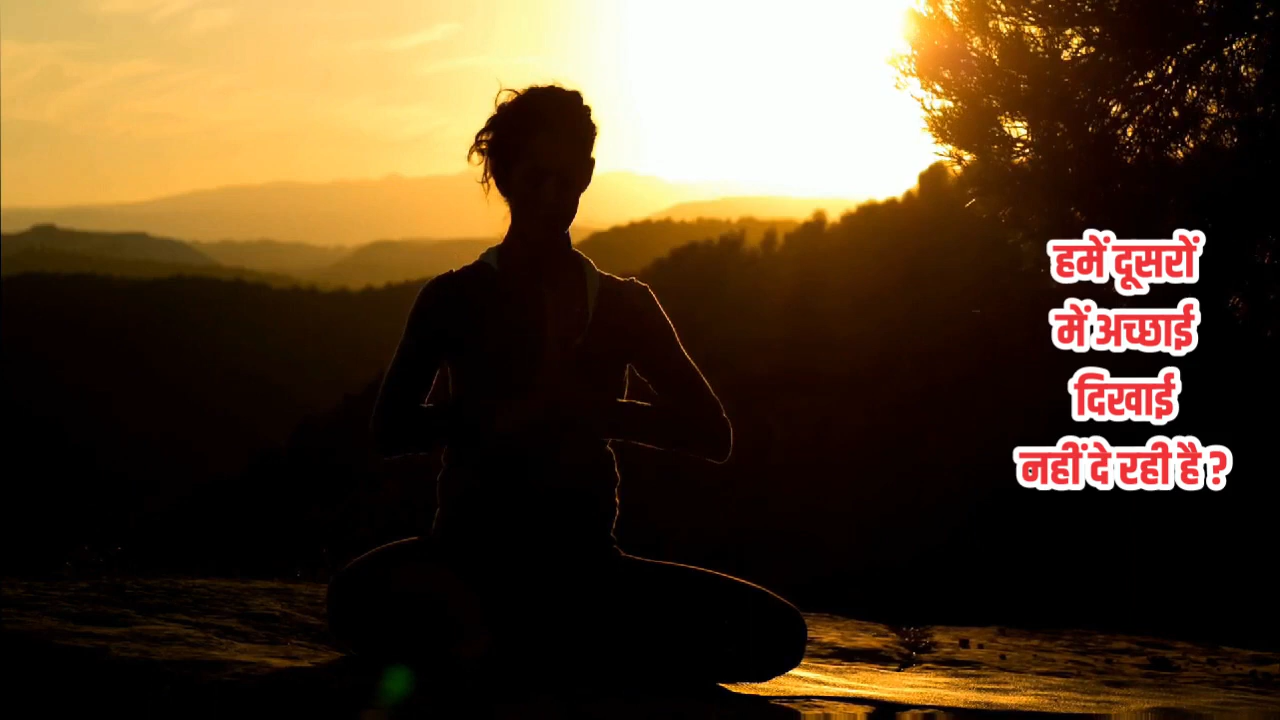 हमें दूसरों
में अच्छाई
दिखाई
नहीं दे रही है ?